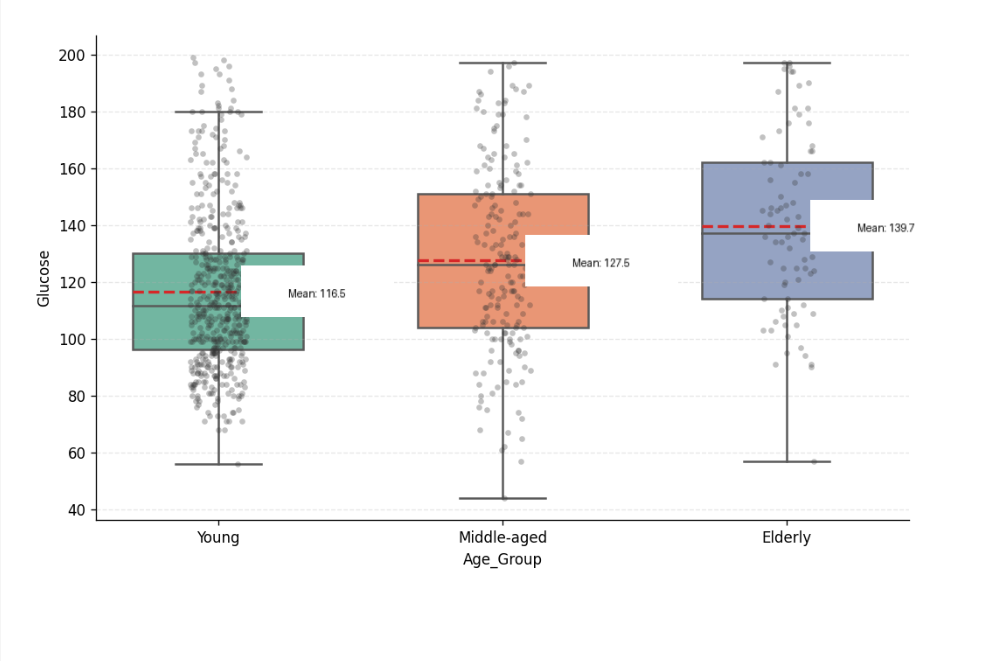 200
180
160
140
120
100
80
60
40
Glucose
Mean: 116.5
Mean: 127.5
Mean: 139.7
Young
Middle-aged
Elderly
Age_Group